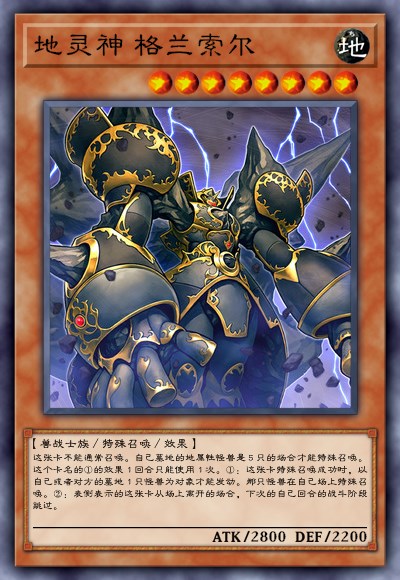 地灵神 格兰索尔
地
【兽战士族/特殊召唤/效果】
这张卡不能通常召唤。自己墓地的地属性怪兽是5只的场合才能特殊召唤。
这个卡名的①的效果1回合只能使用1次。①：这张卡特殊召唤成功时，以
自己或者对方的墓地1只怪兽为对象才能发动。那只怪兽在自己场上特殊召
唤。②：表侧表示的这张卡从场上离开的场合，下次的自己回合的战斗阶段
跳过。
ATK/2800 DEF/2200